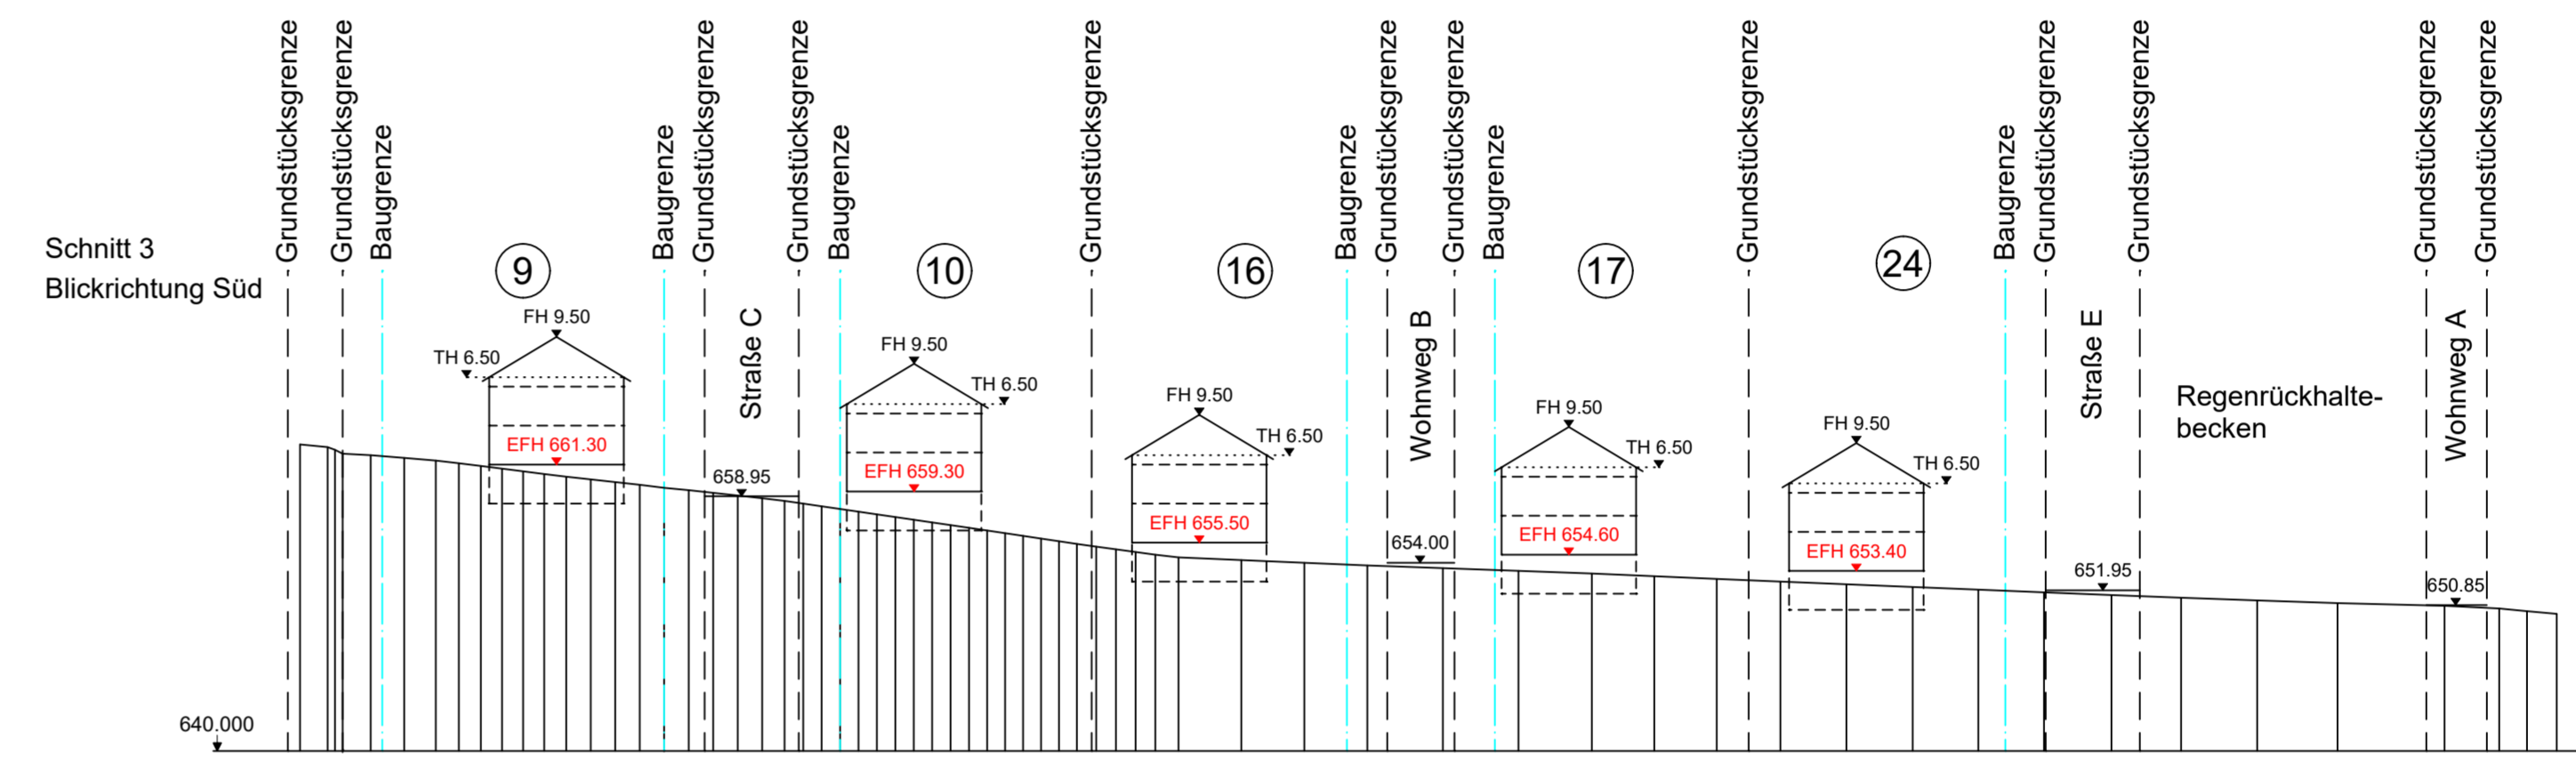 Grundstücksgrenze
Grundstücksgrenze
Baugrenze
Baugrenze
Grundstücksgrenze
Grundstücksgrenze
Baugrenze
Grundstücksgrenze
Baugrenze
Grundstücksgrenze
Grundstücksgrenze
Baugrenze
Grundstücksgrenze
Baugrenze
Grundstücksgrenze
Grundstücksgrenze
Grundstücksgrenze
Grundstücksgrenze
Schnitt 3
Blickrichtung Süd
9
10
16
17
24
FH 9.50
TH 6.50
EFH 661.30
Straße C
658.95
FH 9.50
TH 6.50
EFH 659.30
FH 9.50
TH 6.50
EFH 655.50
Wohnweg B
654.00
FH 9.50
TH 6.50
EFH 654.60
FH 9.50
TH 6.50
EFH 653.40
Straße E
651.95
Regenrückhalte-
becken
Wohnweg A
650.85
640.000